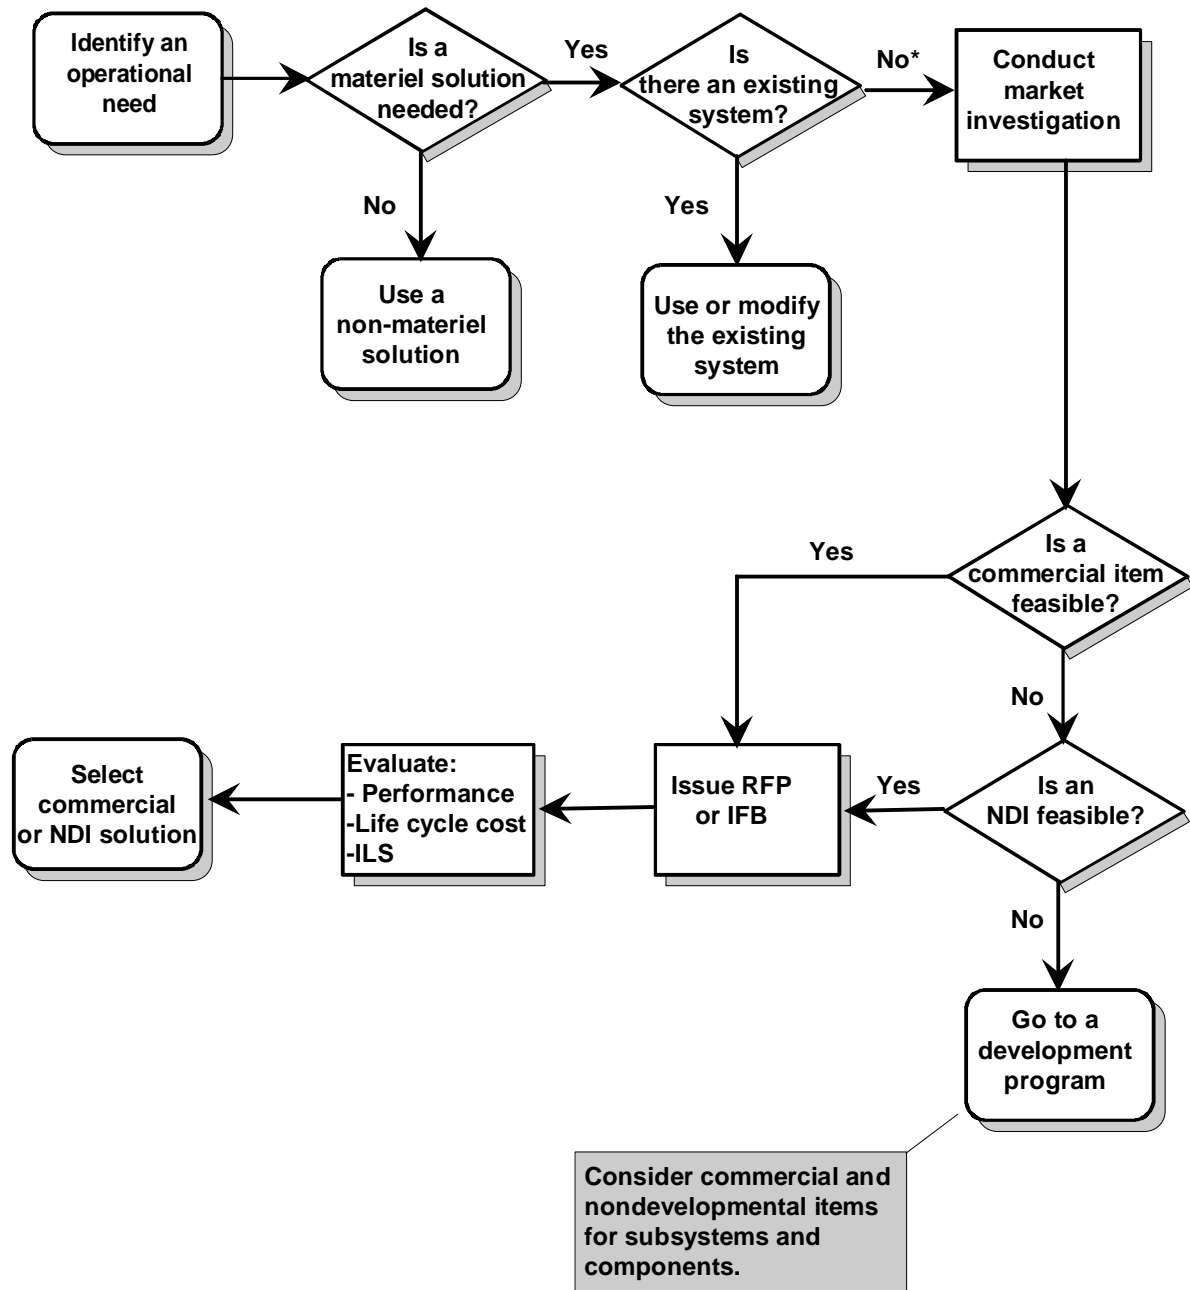 Identify an
operational
need
Is a
materiel solution
needed?
Yes
Is
there an existing
system?
No*
Conduct
market
investigation
No
Yes
Use a
non-materiel
solution
Use or modify
the existing
system
Is a
commercial item
feasible?
Yes
No
Select
commercial
or NDI solution
Evaluate:
- Performance
-Life cycle cost
-ILS
Issue RFP
or IFB
Yes
Is an
NDI feasible?
No
Go to a
development
program
Consider commercial and
nondevelopmental items
for subsystems and
components.